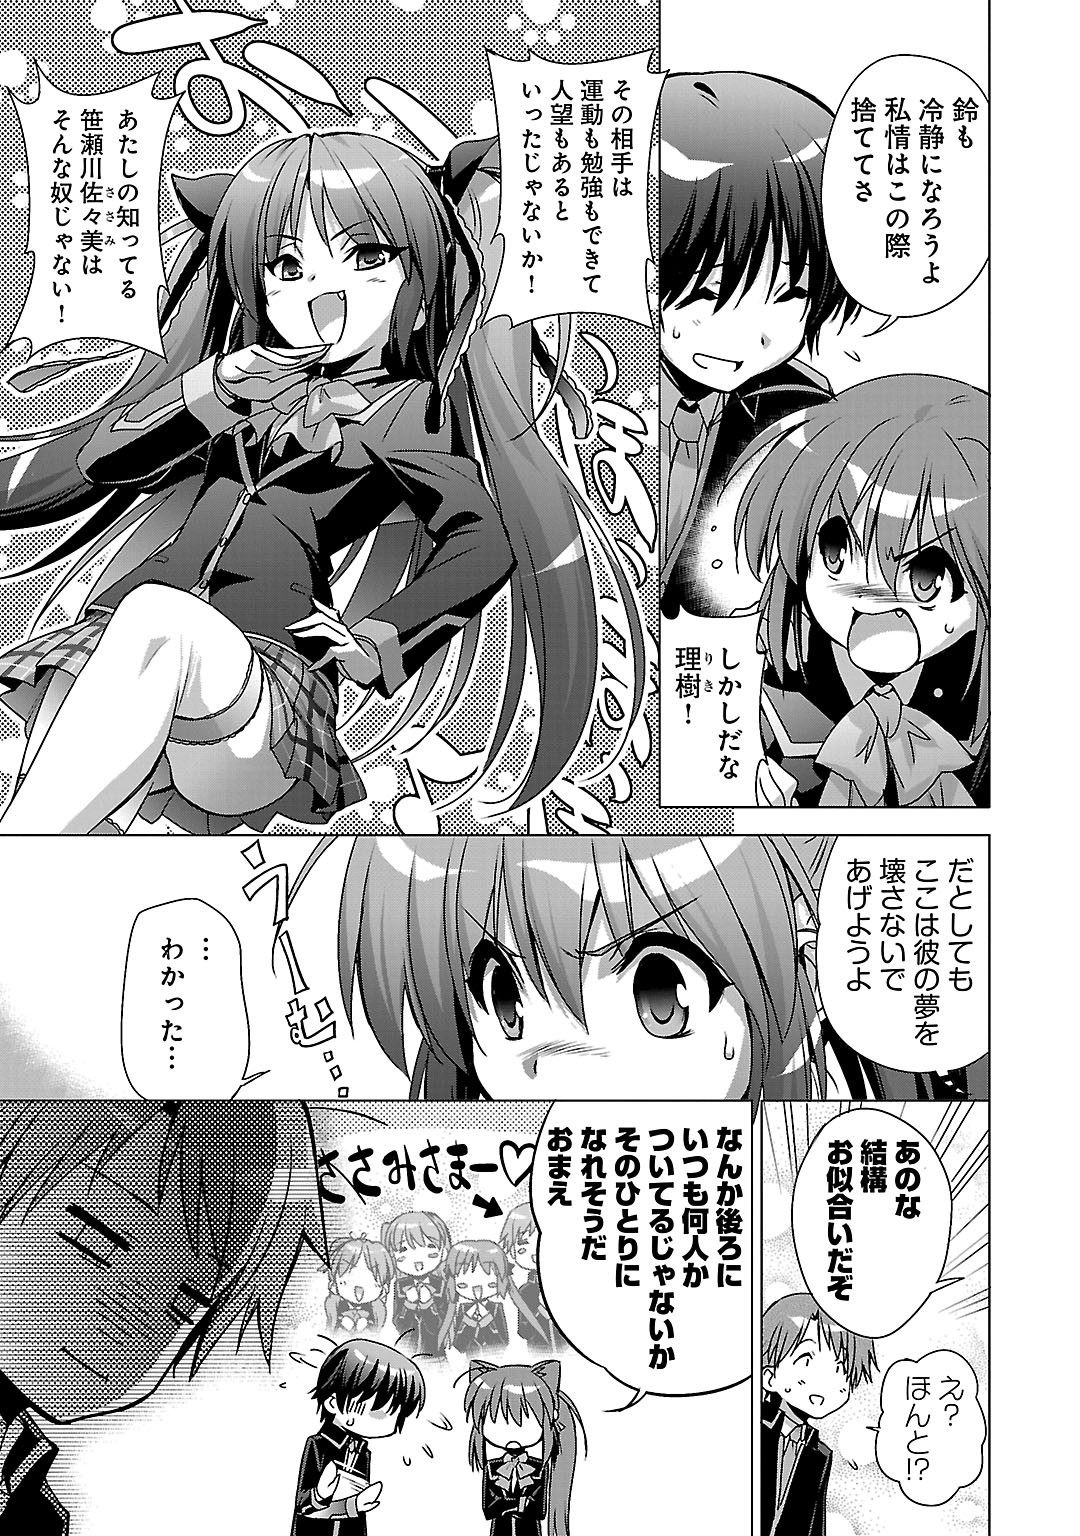 鈴も
冷静になろうよ
私情はこの際
捨ててさ
しかしだな
理樹！
りき
その相手は
運動も勉強もできて
人望もあると
いったじゃないか！
あたしの知ってる
笹瀬川佐々美は
ささみ
そんな奴じゃない！
だとしても
ここは彼の夢を
壊さないで
あげようよ
うーむ…
…
わかった…
あのな
結構
お似合いだぞ
え？
ほんと!?
なんか後ろに
いつも何人か
ついてるじゃないか
そのひとりに
なれそうだ
おまえ
ささみさまー♡